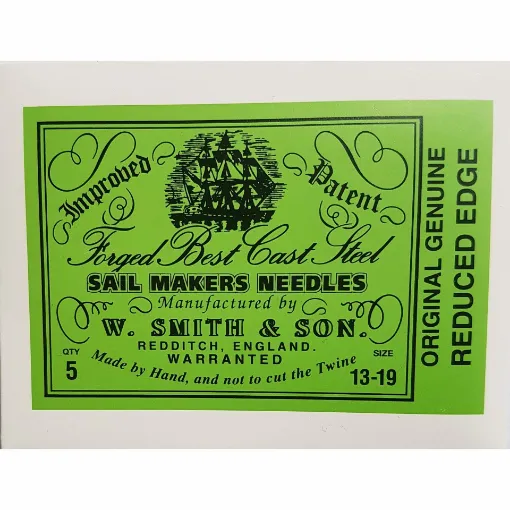 Improved Patent
Forged Best Cast Steel
SAIL MAKERS NEEDLES
Manufactured by
W. SMITH & SON.
REDDITCH, ENGLAND.
WARRANTED
Made by Hand, and not to cut the Twine
QTY
5
SIZE
13-19
ORIGINAL GENUINE
REDUCED EDGE